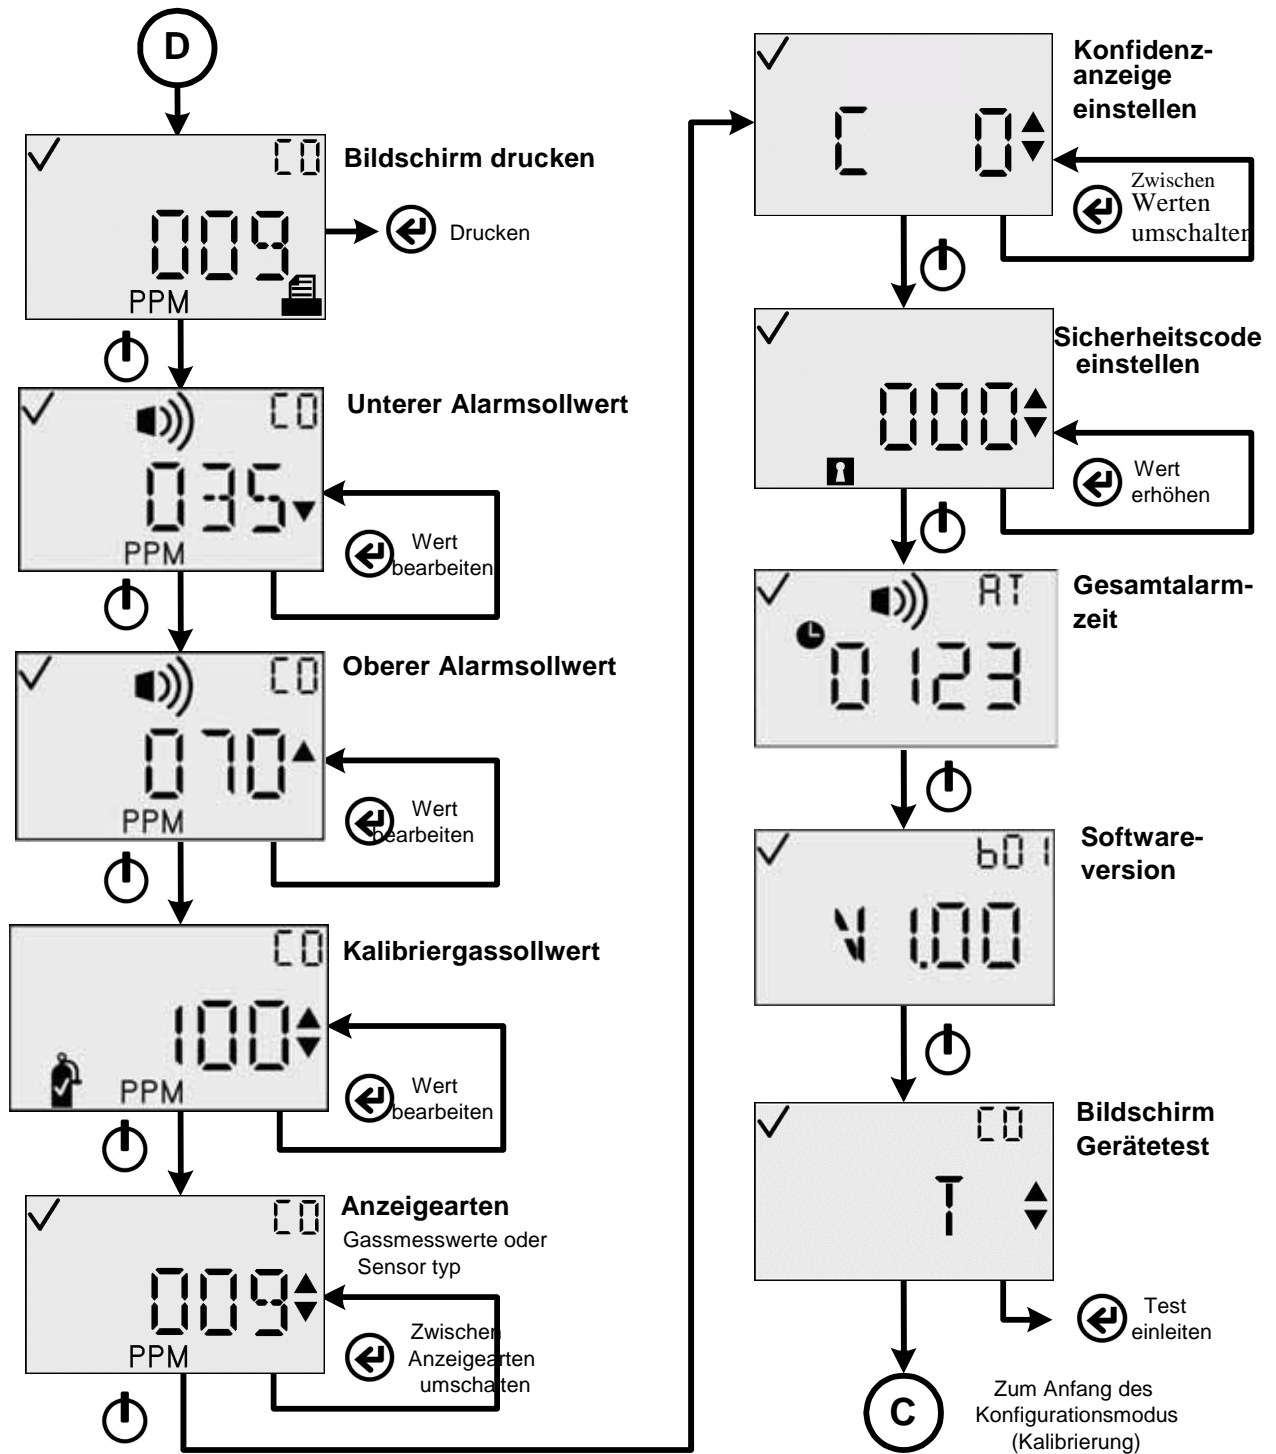 D
CO
Bildschirm drucken
009
PPM
Drucken
CO
Unterer Alarmsollwert
035
PPM
Wert
bearbeiten
CO
Oberer Alarmsollwert
070
PPM
Wert
bearbeiten
CO
Kalibriergassollwert
100
PPM
Wert
bearbeiten
CO
Anzeigearten
Gassmesswerte oder
Sensor typ
009
PPM
Zwischen
Anzeigearten
umschalten
Konfidenz-
anzeige
einstellen
C 0
Zwischen
Werten
umschalten
Sicherheitscode
einstellen
000
Wert
erhöhen
AT
Gesamtalarm-
zeit
0123
b01
Software-
version
V1.00
CO
Bildschirm
Gerätetest
T
Test
einleiten
C
Zum Anfang des
Konfigurationsmodus
(Kalibrierung)